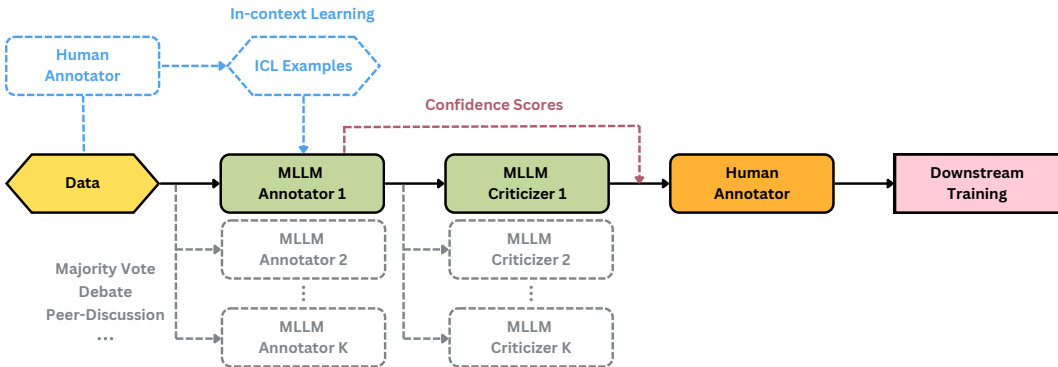 In-context Learning
Human
Annotator
ICL Examples
Confidence Scores
Data
MLLM
Annotator 1
MLLM
Criticizer 1
Human
Annotator
Downstream
Training
MLLM
Annotator 2
MLLM
Criticizer 2
Majority Vote
Debate
Peer-Discussion
...
...
...
MLLM
Annotator K
MLLM
Criticizer K